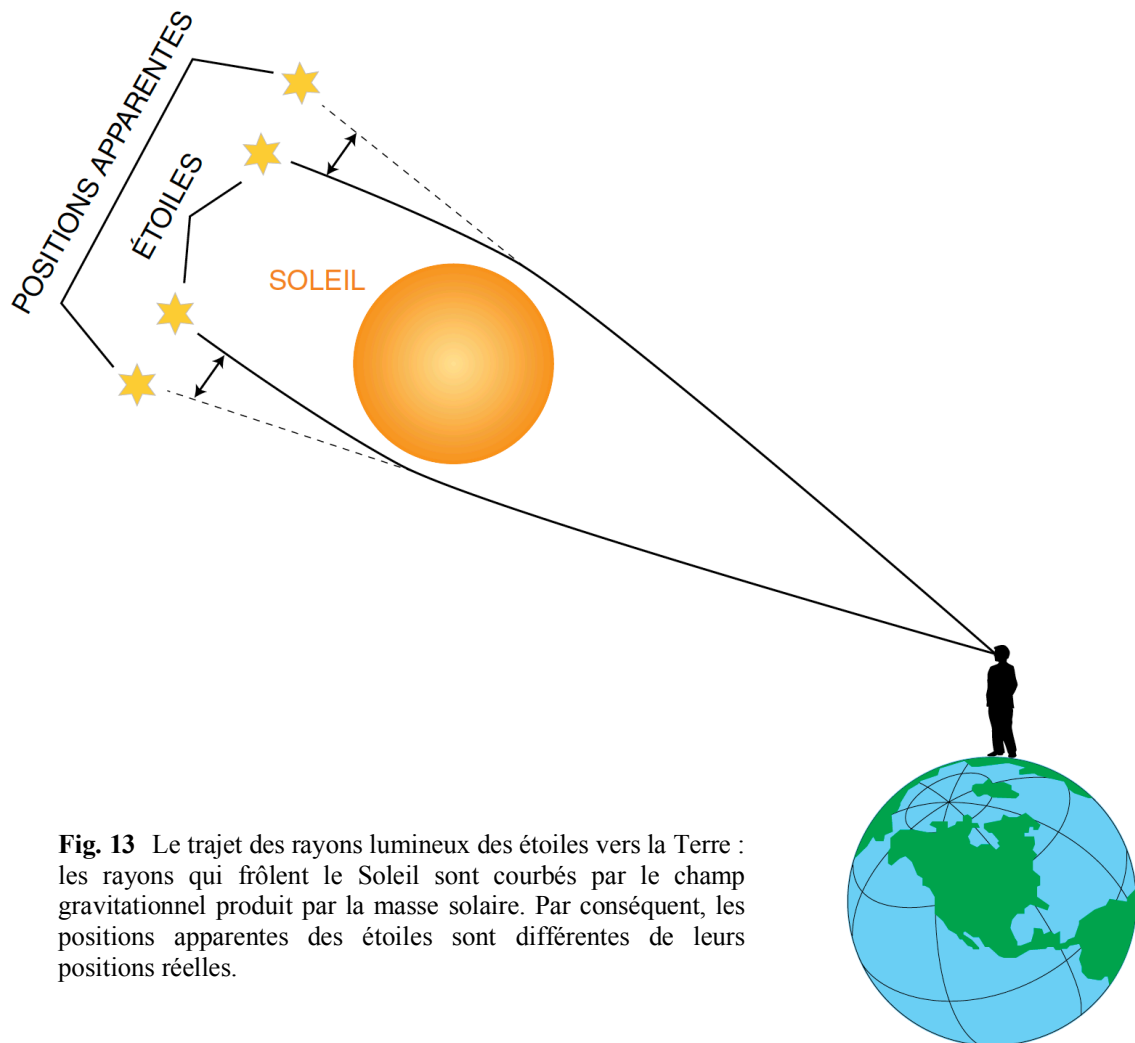 POSITIONS APPARENTES
ÉTOILES
SOLEIL
Fig. 13 Le trajet des rayons lumineux des étoiles vers la Terre :
les rayons qui frôlent le Soleil sont courbés par le champ
gravitationnel produit par la masse solaire. Par conséquent, les
positions apparentes des étoiles sont différentes de leurs
positions réelles.